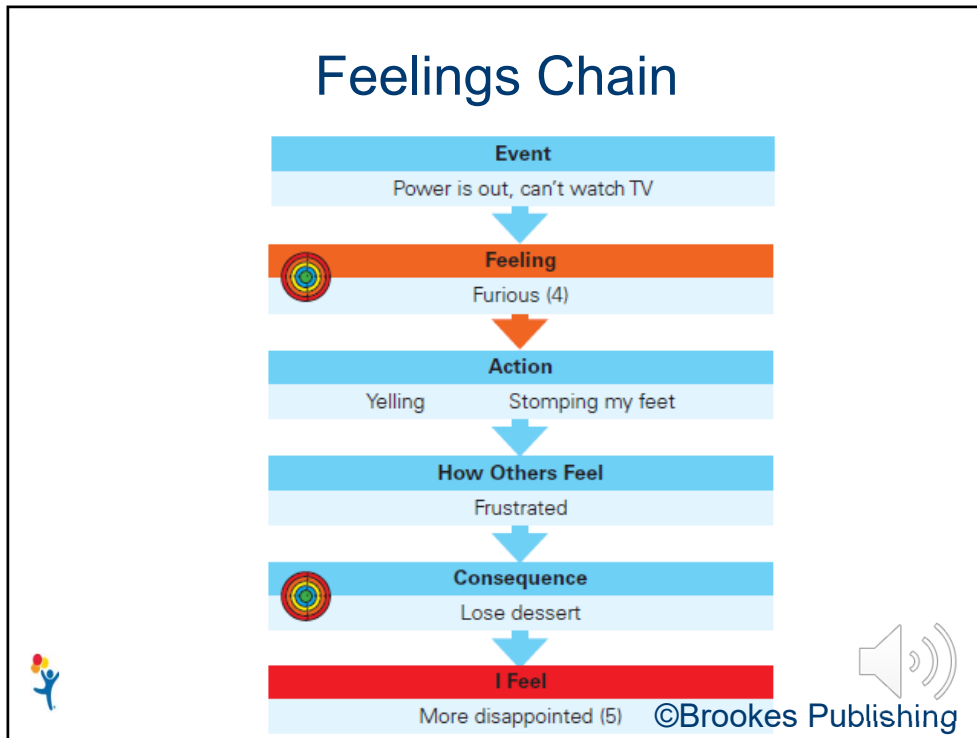 Feelings Chain
Event
Power is out, can't watch TV
Feeling
Furious (4)
Action
Yelling Stomping my feet
How Others Feel
Frustrated
Consequence
Lose dessert
I Feel
More disappointed (5)
©Brookes Publishing